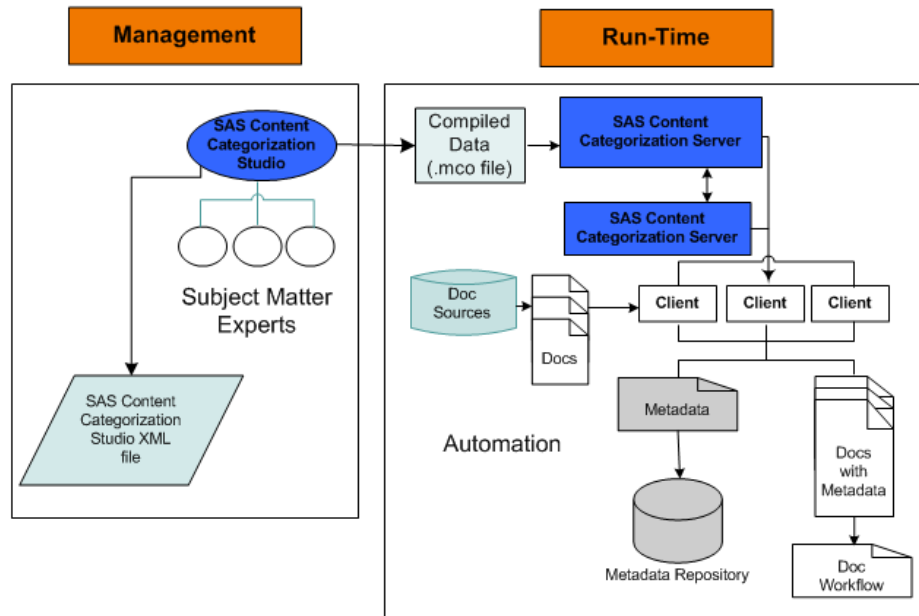 Management
Run-Time
SAS Content
Categorization
Studio
Subject Matter
Experts
SAS Content
Categorization
Studio XML
file
Compiled
Data
(.mco file)
SAS Content
Categorization Server
SAS Content
Categorization Server
Doc
Sources
Docs
Client
Client
Client
Automation
Metadata
Metadata Repository
Docs
with
Metadata
Doc
Workflow